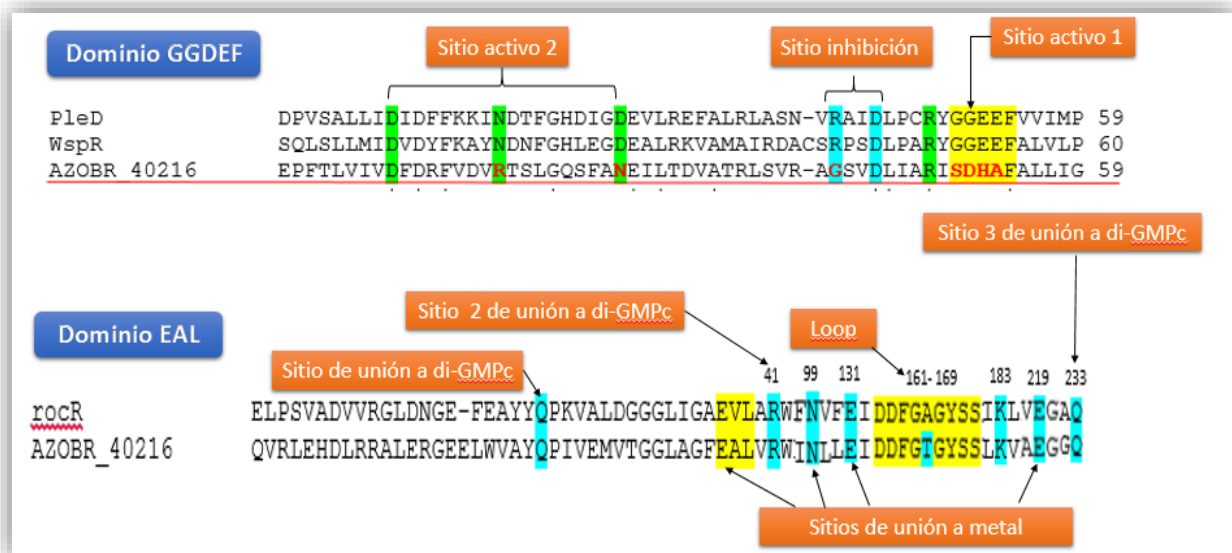 Dominio GGDEF
Sitio activo 2
Sitio inhibición
Sitio activo 1
PleD DPVSALLIDIDFFKKINDTFGHDIGDEVLREFALRLASN-VRAIDLPCRYGGEEFVVIMP 59
WspR SQLSLLMIDVDYFKAYNDNFGHLEGDEALRKVAMAIRDACSRPSDLPARYGGEEFALVLP 60
AZOBR_40216 EPFTLVIVDFDRFVDVRTSLGQSFANEILTDVATRLSVR-AGSVDLIARISDHAFALLIG 59
Sitio 3 de unión a di-GMPc
Sitio 2 de unión a di-GMPc
Dominio EAL
Loop
Sitio de unión a di-GMPc
41 99 131 161-169 183 219 233
rocR ELPSVADVVRGLDNGE-FEAYYQPKVALDGGGLIGAEVLARWFNVFEIDDFGAGYSSIKLVEGAQ
AZOBR_40216 QVRLEHDLRRALERGEELWVAYQPIVEMVTGGLAGFEALVRWINLLEIDDFGTGYSSLKVAEGGQ
Sitios de unión a metal